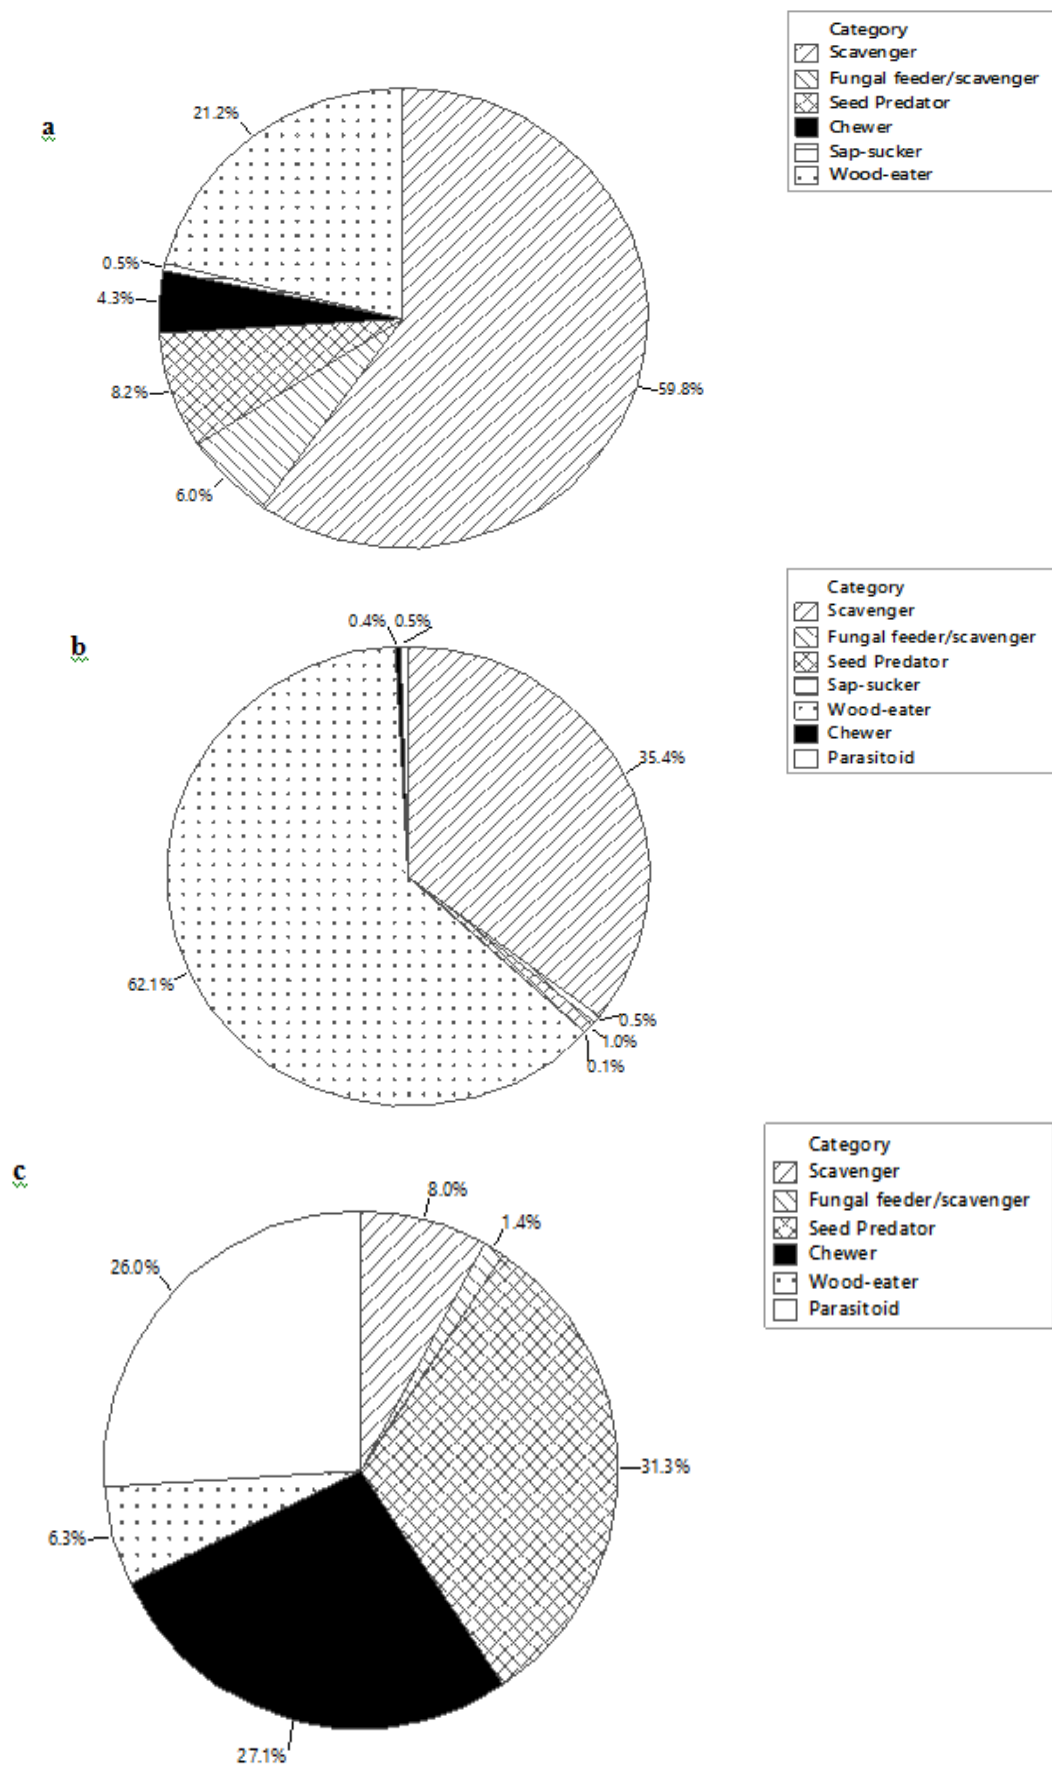 a
Category
Scavenger
Fungal feeder/scavenger
Seed Predator
Chewer
Sap-sucker
Wood-eater
21.2%
0.5%
4.3%
8.2%
6.0%
59.8%
b
Category
Scavenger
Fungal feeder/scavenger
Seed Predator
Sap-sucker
Wood-eater
Chewer
Parasitoid
0.4% 0.5%
35.4%
62.1%
0.5%
1.0%
0.1%
c
Category
Scavenger
Fungal feeder/scavenger
Seed Predator
Chewer
Wood-eater
Parasitoid
8.0%
1.4%
26.0%
31.3%
6.3%
27.1%